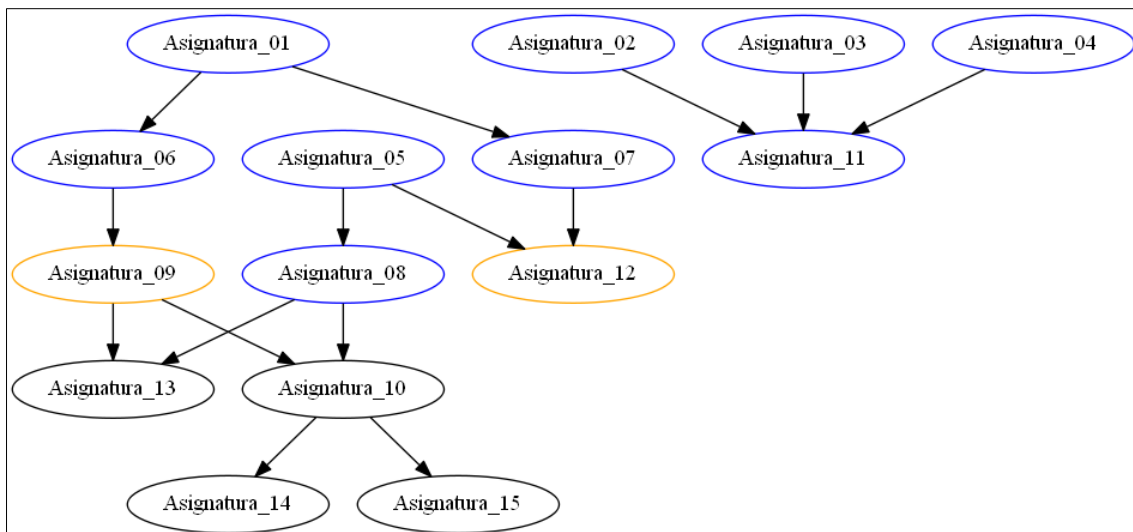 Asignatura_01
Asignatura_02
Asignatura_03
Asignatura_04
Asignatura_06
Asignatura_05
Asignatura_07
Asignatura_11
Asignatura_09
Asignatura_08
Asignatura_12
Asignatura_13
Asignatura_10
Asignatura_14
Asignatura_15